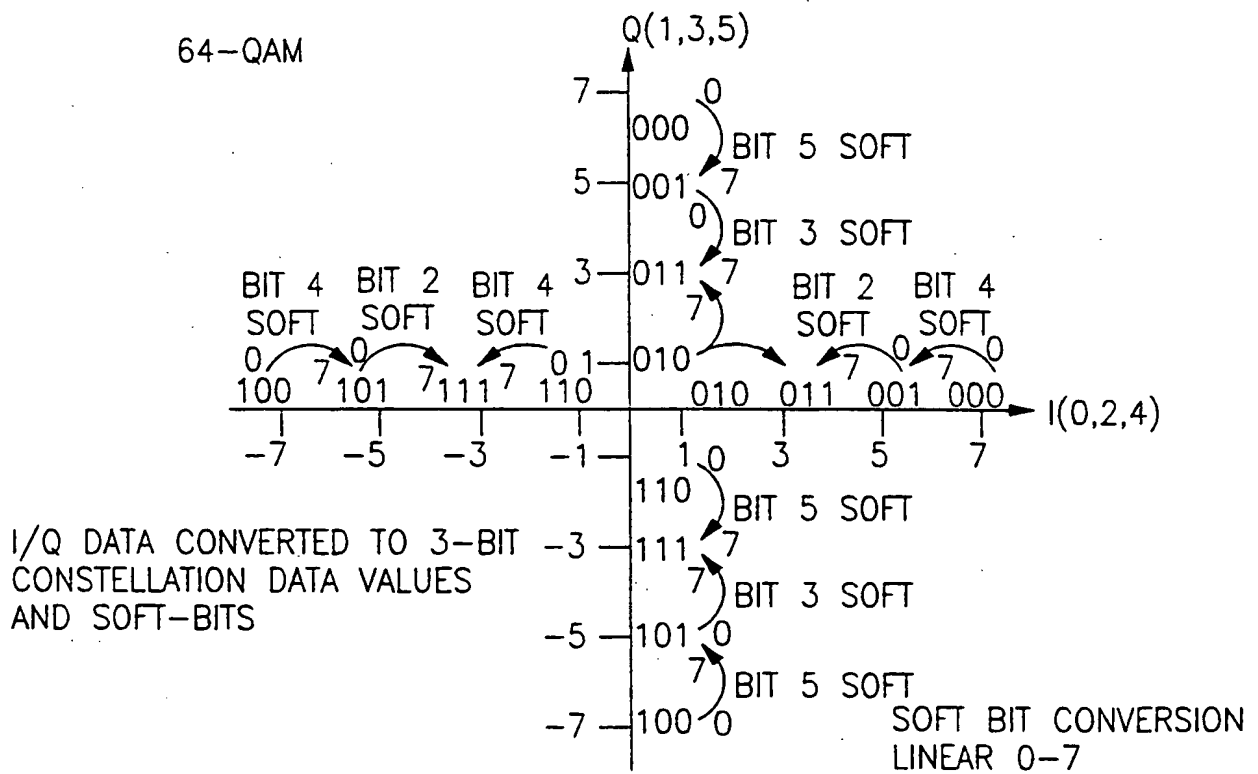 64-QAM
Q(1,3,5)
7
0
000
BIT 5 SOFT
5
001
7
0
BIT 3 SOFT
3
011
7
7
BIT 4
SOFT
BIT 2
SOFT
BIT 4
SOFT
BIT 2
SOFT
BIT 4
SOFT
0
7
0
7
7
0
1
010
7
0
7
0
100
101
111
110
010
011
001
000
I(0,2,4)
-7
-5
-3
-1
1
3
5
7
-1
0
110
BIT 5 SOFT
I/Q DATA CONVERTED TO 3-BIT
CONSTELLATION DATA VALUES
AND SOFT-BITS
-3
111
7
7
BIT 3 SOFT
-5
101
0
7
BIT 5 SOFT
-7
100
0
SOFT BIT CONVERSION
LINEAR 0-7